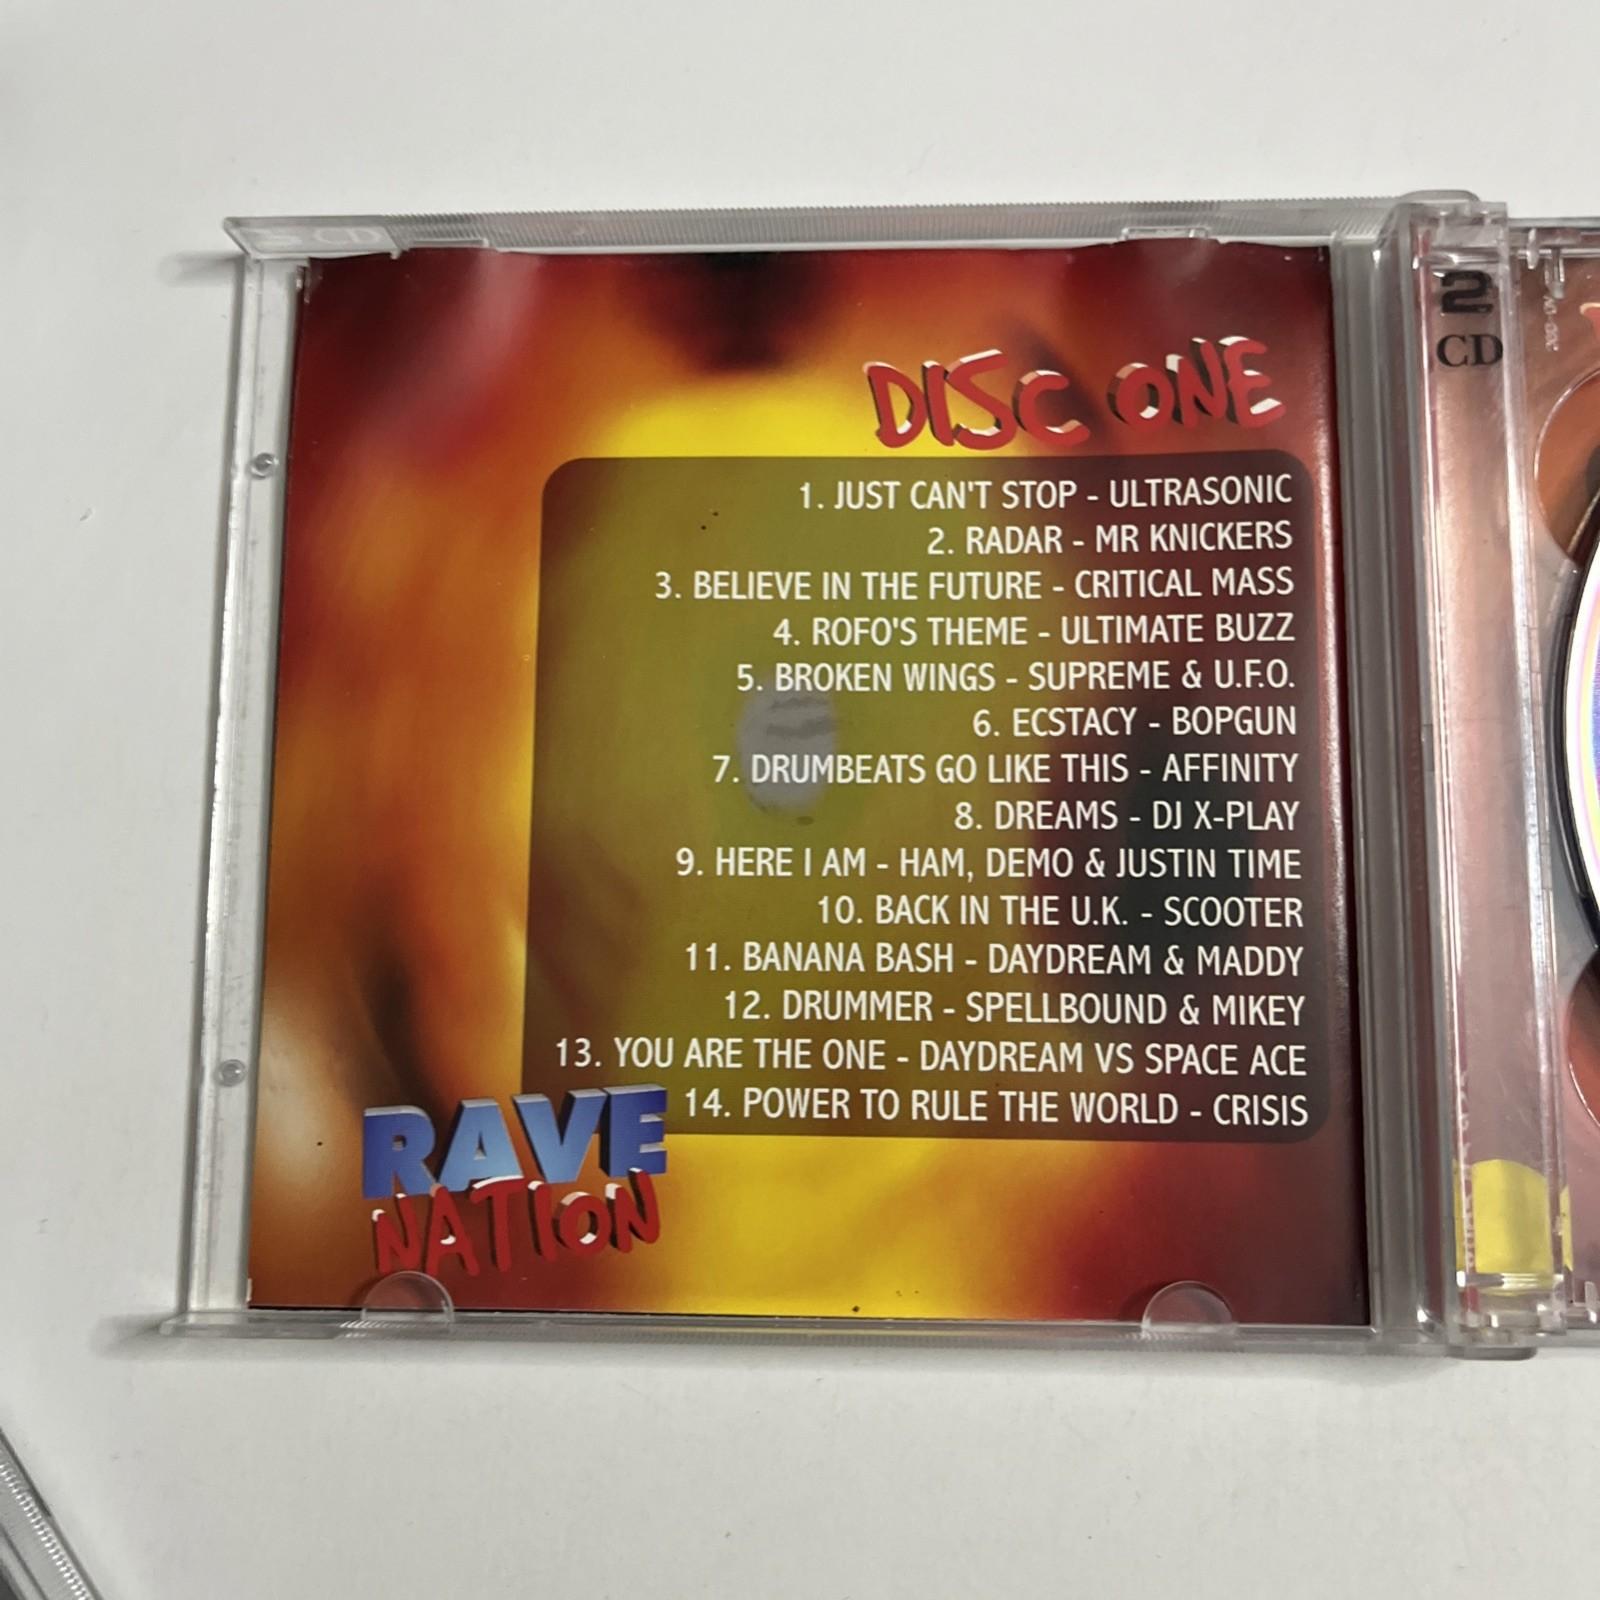 DISC ONE
1. JUST CAN'T STOP - ULTRASONIC
2. RADAR - MR KNICKERS
3. BELIEVE IN THE FUTURE - CRITICAL MASS
4. ROFO'S THEME - ULTIMATE BUZZ
5. BROKEN WINGS - SUPREME & U.F.O.
6. ECSTACY - BOPGUN
7. DRUMBEATS GO LIKE THIS - AFFINITY
8. DREAMS - DJ X-PLAY
9. HERE I AM - HAM, DEMO & JUSTIN TIME
10. BACK IN THE U.K. - SCOOTER
11. BANANA BASH - DAYDREAM & MADDY
12. DRUMMER - SPELLBOUND & MIKEY
13. YOU ARE THE ONE - DAYDREAM VS SPACE ACE
14. POWER TO RULE THE WORLD - CRISIS
RAVE
NATION
2
CD
2 CD